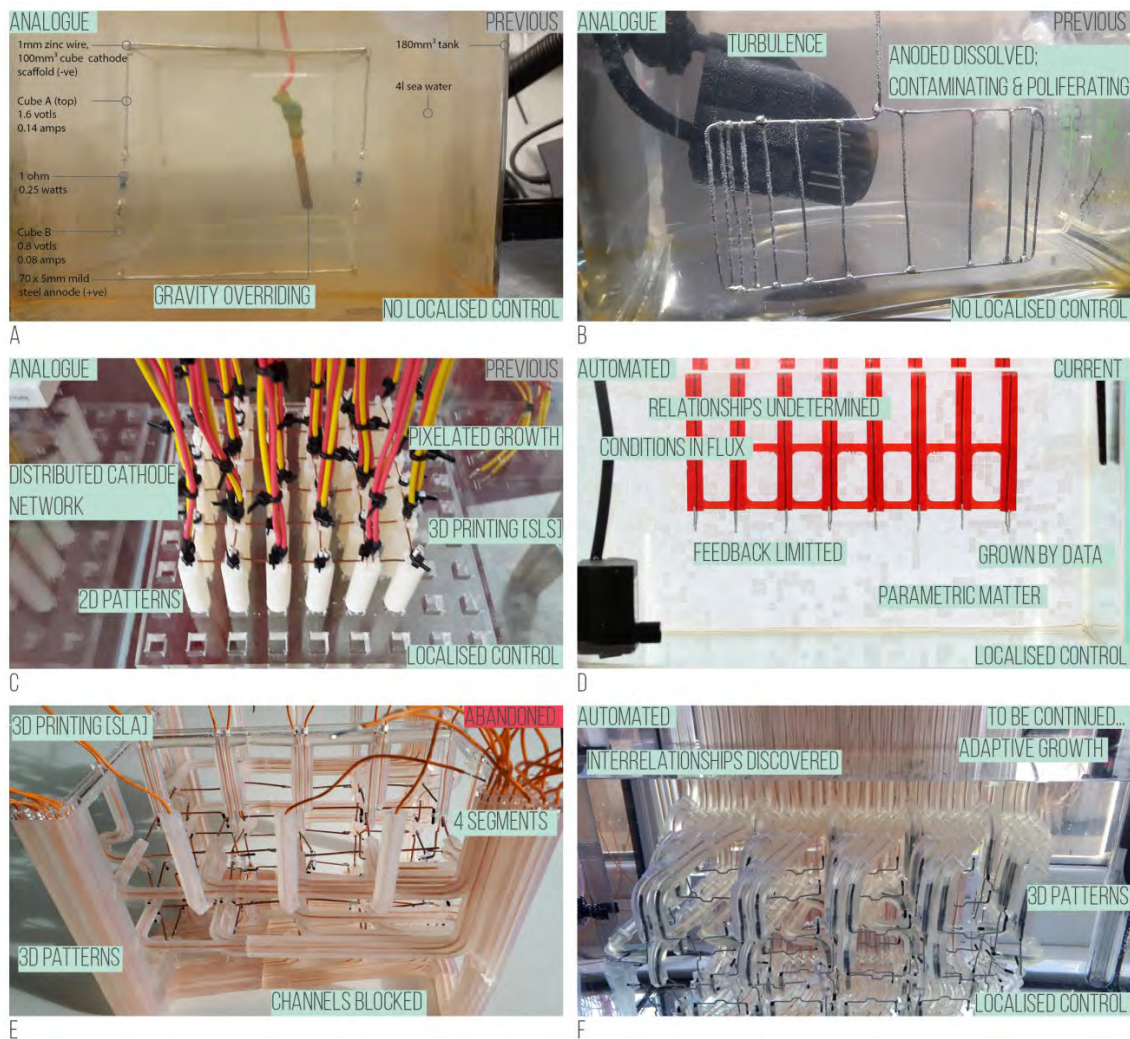 ANALOGUE
PREVIOUS
1mm zinc wire,
100mm³ cube cathode
scaffold (-ve)
180mm³ tank
4l sea water
Cube A (top)
1.6 votls
0.14 amps
1 ohm
0.25 watts
Cube B
0.8 votls
0.08 amps
70 x 5mm mild
steel annode (+ve)
GRAVITY OVERRIDING
NO LOCALISED CONTROL
A
ANALOGUE
PREVIOUS
TURBULENCE
ANODED DISSOLVED;
CONTAMINATING & POLIFERATING
NO LOCALISED CONTROL
B
ANALOGUE
PREVIOUS
PIXELATED GROWTH
DISTRIBUTED CATHODE
NETWORK
3D PRINTING [SLS]
2D PATTERNS
LOCALISED CONTROL
C
AUTOMATED
CURRENT
RELATIONSHIPS UNDETERMINED
CONDITIONS IN FLUX
FEEDBACK LIMITTED
GROWN BY DATA
PARAMETRIC MATTER
LOCALISED CONTROL
D
3D PRINTING [SLA]
ABANDONED
4 SEGMENTS
3D PATTERNS
CHANNELS BLOCKED
E
AUTOMATED
TO BE CONTINUED...
ADAPTIVE GROWTH
INTERRELATIONSHIPS DISCOVERED
3D PATTERNS
LOCALISED CONTROL
F